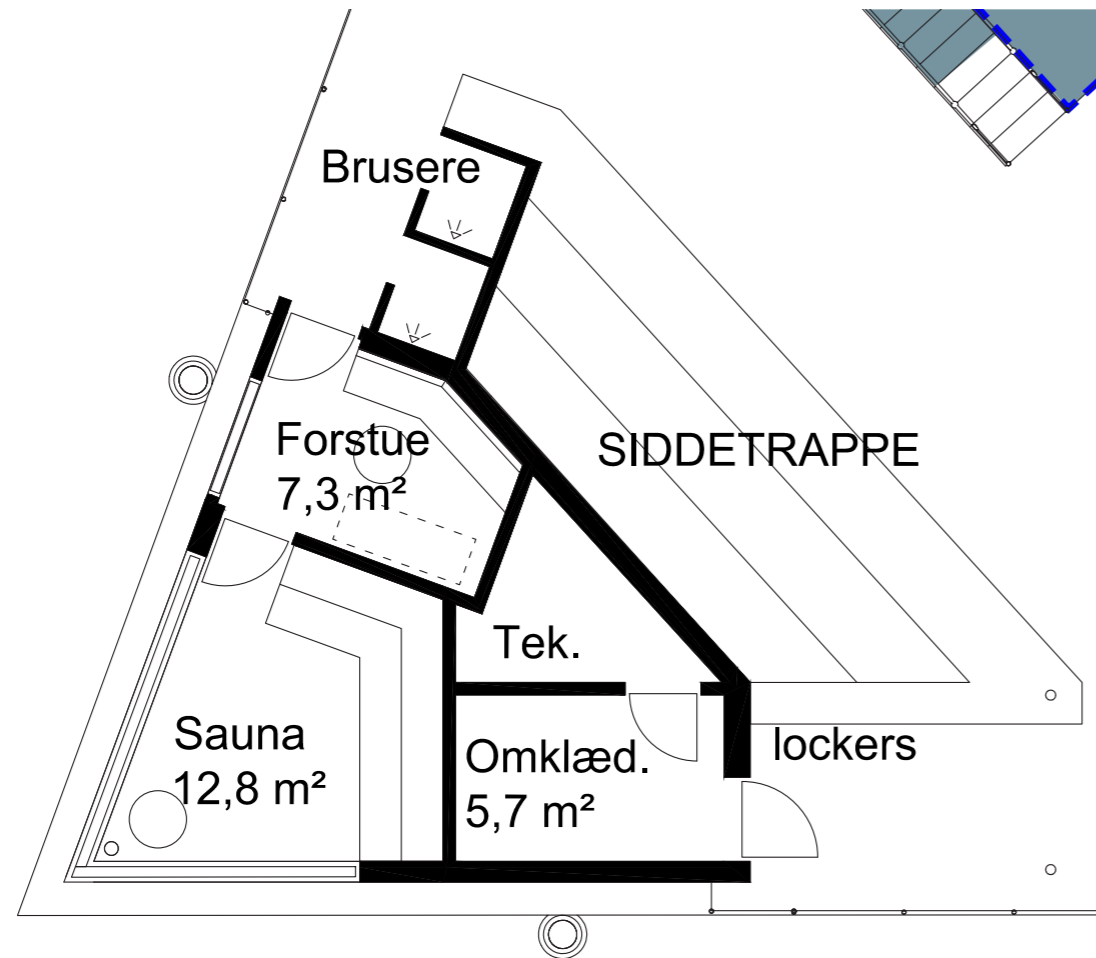 Brusere
Forstue
7,3 m²
SIDDETRAPPE
Tek.
Sauna
12,8 m²
Omklæd.
5,7 m²
lockers